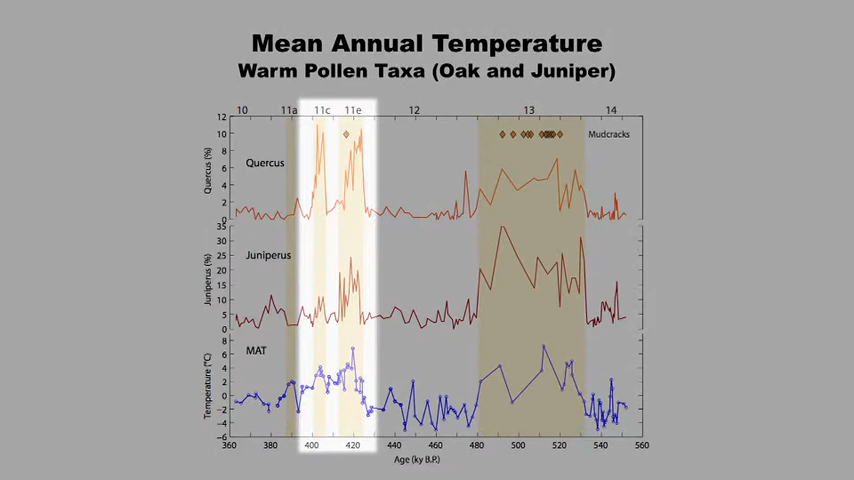 Mean Annual Temperature
Warm Pollen Taxa (Oak and Juniper)
10 11a 11c 11e 12 13 14
12
10
8
6
4
2
0
Quercus (%)
Quercus
Mudcracks
35
30
25
20
15
10
5
0
Juniperus (%)
Juniperus
8
6
4
2
0
−2
−4
−6
Temperature (°C)
MAT
360 380 400 420 440 460 480 500 520 540 560
Age (ky B.P.)